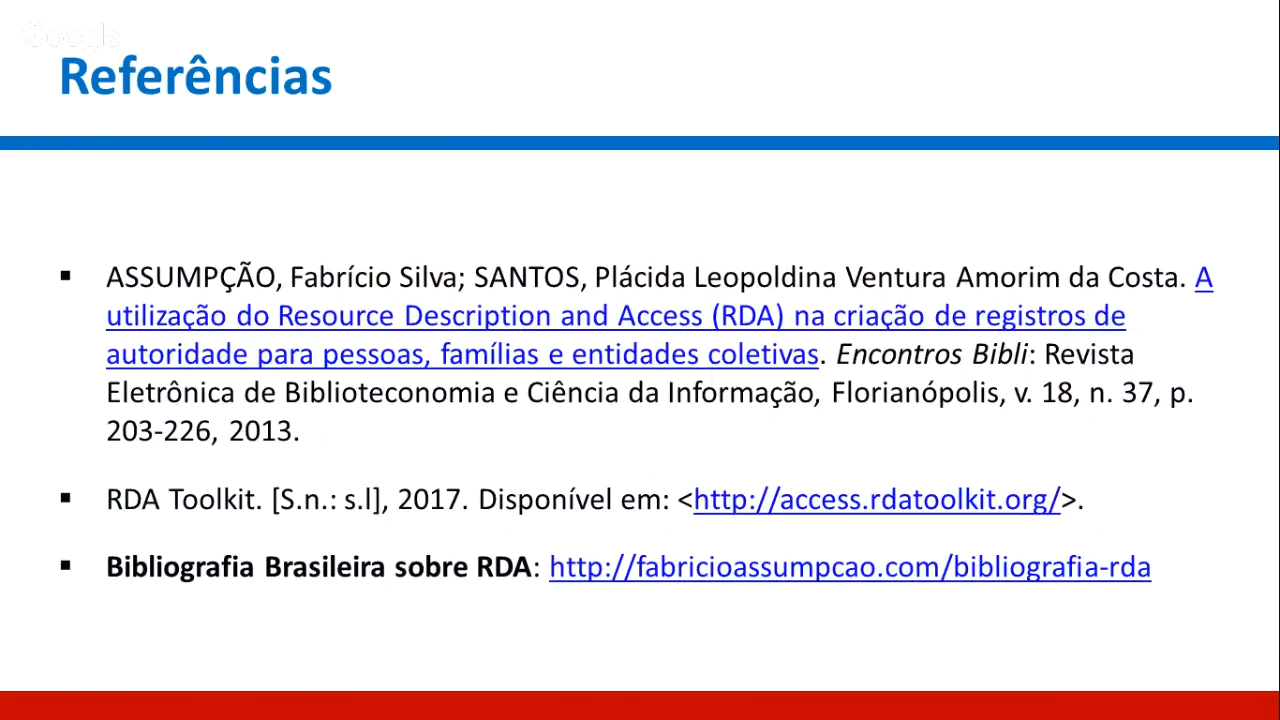 Google
Referências
▪ ASSUMPÇÃO, Fabrício Silva; SANTOS, Plácida Leopoldina Ventura Amorim da Costa. A
utilização do Resource Description and Access (RDA) na criação de registros de
autoridade para pessoas, famílias e entidades coletivas. Encontros Bibli: Revista
Eletrônica de Biblioteconomia e Ciência da Informação, Florianópolis, v. 18, n. 37, p.
203-226, 2013.
▪ RDA Toolkit. [S.n.: s.l], 2017. Disponível em: <http://access.rdatoolkit.org/>.
▪ Bibliografia Brasileira sobre RDA: http://fabricioassumpcao.com/bibliografia-rda